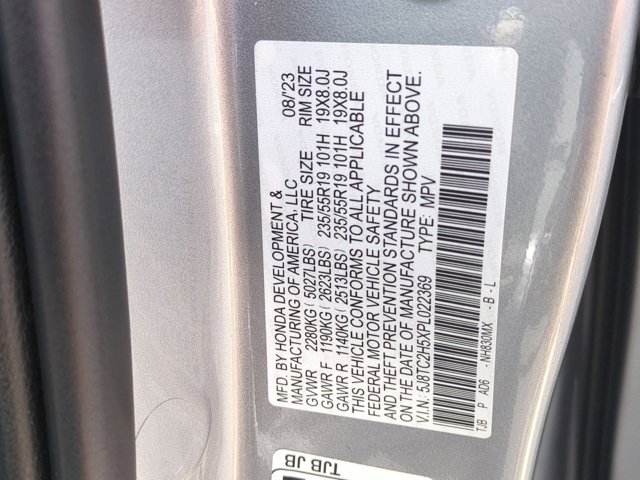 MFD. BY HONDA DEVELOPMENT & 08/'23
MANUFACTURING OF AMERICA, LLC
GVWR 2280KG( 5027LBS) TIRE SIZE RIM SIZE
GAWR F 1190KG( 2623LBS) 235/55R19 101H 19X8.0J
GAWR R 1140KG( 2513LBS) 235/55R19 101H 19X8.0J
THIS VEHICLE CONFORMS TO ALL APPLICABLE
FEDERAL MOTOR VEHICLE SAFETY
AND THEFT PREVENTION STANDARDS IN EFFECT
ON THE DATE OF MANUFACTURE SHOWN ABOVE.
V.I.N.: 5J8TC2H5XPL022369 TYPE: MPV
TJB P AD6 - NH830MX - B - L
TJB JB